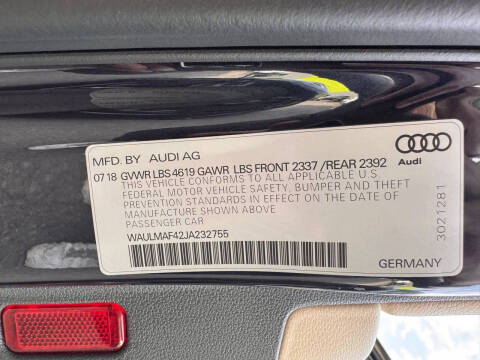 MFD. BY AUDI AG
07 18 GVWR LBS 4619 GAWR LBS FRONT 2337 / REAR 2392
THIS VEHICLE CONFORMS TO ALL APPLICABLE U.S.
FEDERAL MOTOR VEHICLE SAFETY, BUMPER AND THEFT
PREVENTION STANDARDS IN EFFECT ON THE DATE OF
MANUFACTURE SHOWN ABOVE
PASSENGER CAR
WAULMAF42JA232755
Audi
3021281
GERMANY